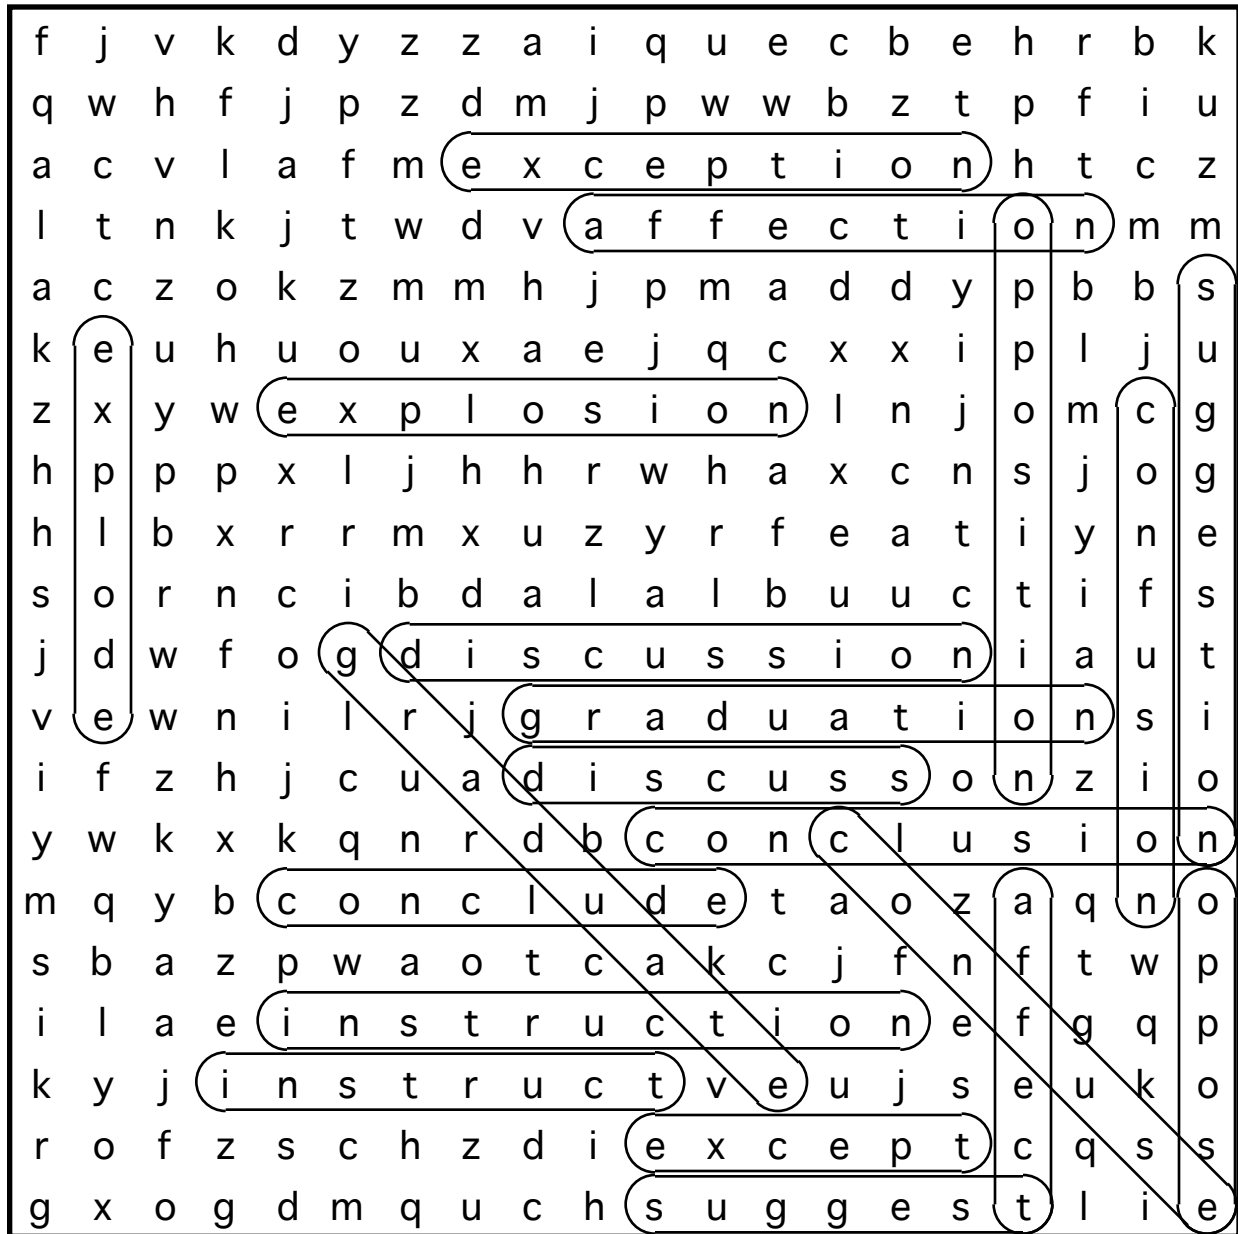 f j v k d y z z a i q u e c b e h r b k
q w h f j p z d m j p w w b z t p f i u
a c v l a f m e x c e p t i o n h t c z
l t n k j t w d v a f f e c t i o n m m
a c z o k z m m h j p m a d d y p b b s
k e u h u o u x a e j q c x x i p l j u
z x y w e x p l o s i o n l n j o m c g
h p p p x l j h h r w h a x c n s j o g
h l b x r r m x u z y r f e a t i y n e
s o r n c i b d a l a l b u u c t i f s
j d w f o g d i s c u s s i o n i a u t
v e w n i l r j g r a d u a t i o n s i
i f z h j c u a d i s c u s s o n z i o
y w k x k q n r d b c o n c l u s i o n
m q y b c o n c l u d e t a o z a q n o
s b a z p w a o t c a k c j f n f t w p
i l a e i n s t r u c t i o n e f g q p
k y j i n s t r u c t v e u j s e u k o
r o f z s c h z d i e x c e p t c q s s
g x o g d m q u c h s u g g e s t l i e